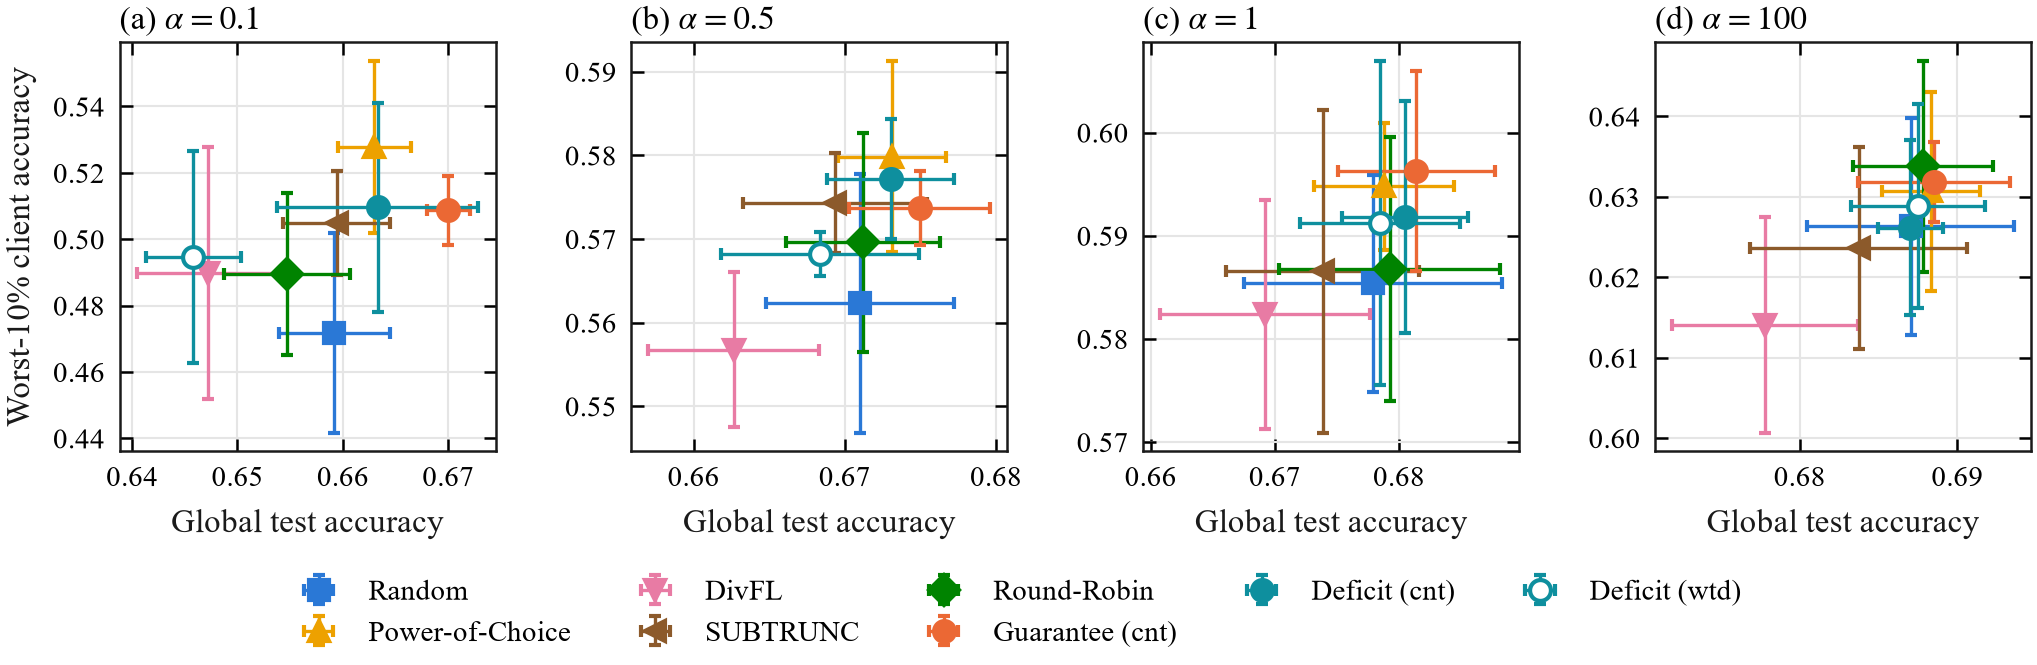 (a) α = 0.1
(b) α = 0.5
(c) α = 1
(d) α = 100
Worst-10% client accuracy
0.54
0.52
0.50
0.48
0.46
0.44
0.64 0.65 0.66 0.67
Global test accuracy
0.59
0.58
0.57
0.56
0.55
0.66 0.67 0.68
Global test accuracy
0.60
0.59
0.58
0.57
0.66 0.67 0.68
Global test accuracy
0.64
0.63
0.62
0.61
0.60
0.68 0.69
Global test accuracy
Random DivFL Round-Robin Deficit (cnt) Deficit (wtd)
Power-of-Choice SUBTRUNC Guarantee (cnt)